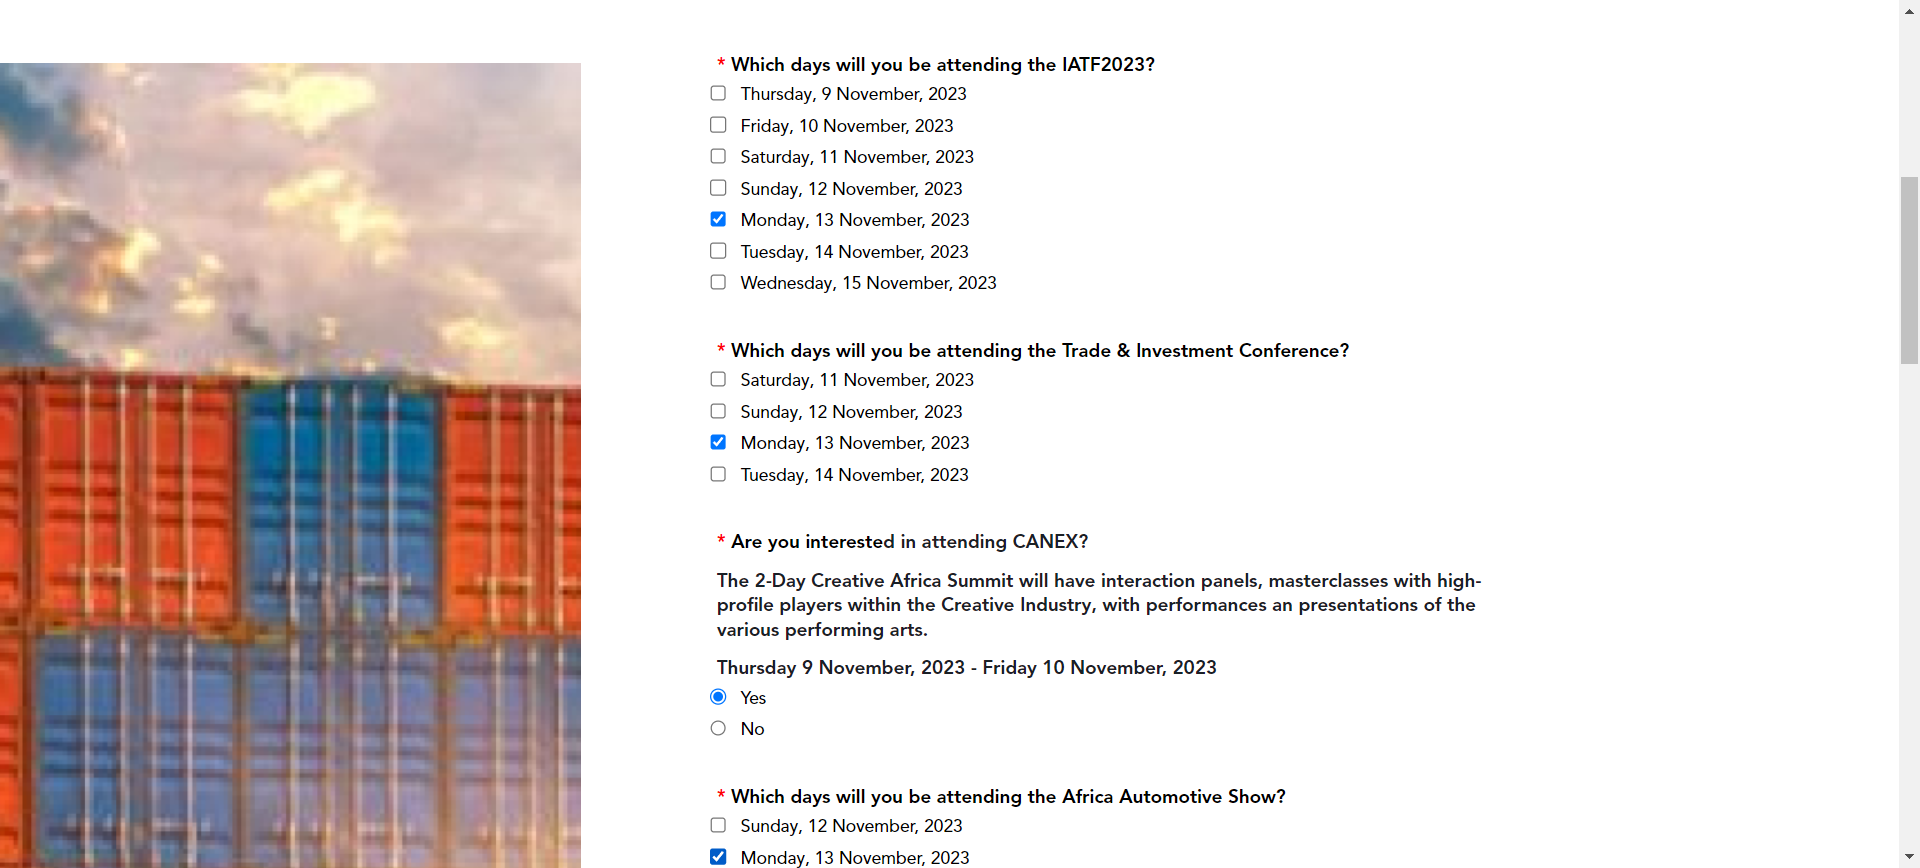 * Which days will you be attending the IATF2023?
Thursday, 9 November, 2023
Friday, 10 November, 2023
Saturday, 11 November, 2023
Sunday, 12 November, 2023
Monday, 13 November, 2023
Tuesday, 14 November, 2023
Wednesday, 15 November, 2023
* Which days will you be attending the Trade & Investment Conference?
Saturday, 11 November, 2023
Sunday, 12 November, 2023
Monday, 13 November, 2023
Tuesday, 14 November, 2023
* Are you interested in attending CANEX?
The 2-Day Creative Africa Summit will have interaction panels, masterclasses with high-
profile players within the Creative Industry, with performances an presentations of the
various performing arts.
Thursday 9 November, 2023 - Friday 10 November, 2023
Yes
No
* Which days will you be attending the Africa Automotive Show?
Sunday, 12 November, 2023
Monday, 13 November, 2023